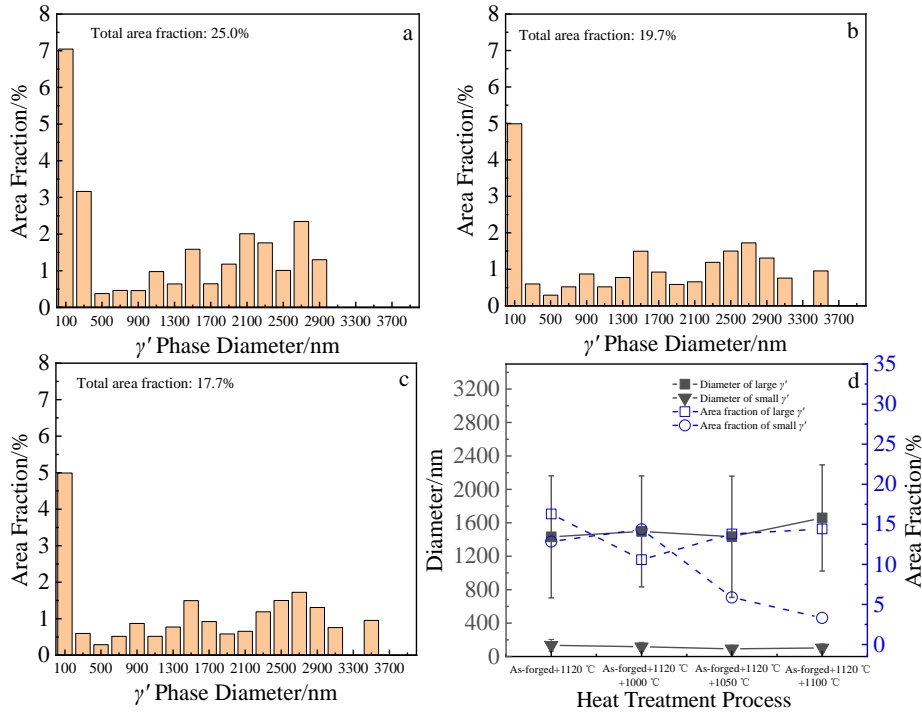 Total area fraction: 25.0%
a
Area Fraction/%
8
7
6
5
4
3
2
1
0
100 500 900 1300 1700 2100 2500 2900 3700
γ′ Phase Diameter/nm
Total area fraction: 19.7%
b
Area Fraction/%
8
7
6
5
4
3
2
1
0
100 500 900 1300 1700 2100 2500 2900 3700
γ′ Phase Diameter/nm
Total area fraction: 17.7%
c
Area Fraction/%
8
7
6
5
4
3
2
1
0
100 500 900 1300 1700 2100 2500 2900 3700
γ′ Phase Diameter/nm
d
Diameter of large γ′
Diameter of small γ′
Area fraction of large γ′
Area fraction of small γ′
Diameter/nm
3200
2800
2400
2000
1600
1200
800
400
0
Area Fraction/%
35
30
25
20
15
10
5
0
As-forged+1120 ℃
As-forged+1120 ℃
+1000 ℃
As-forged+1120 ℃
+1050 ℃
As-forged+1120 ℃
+1100 ℃
Heat Treatment Process